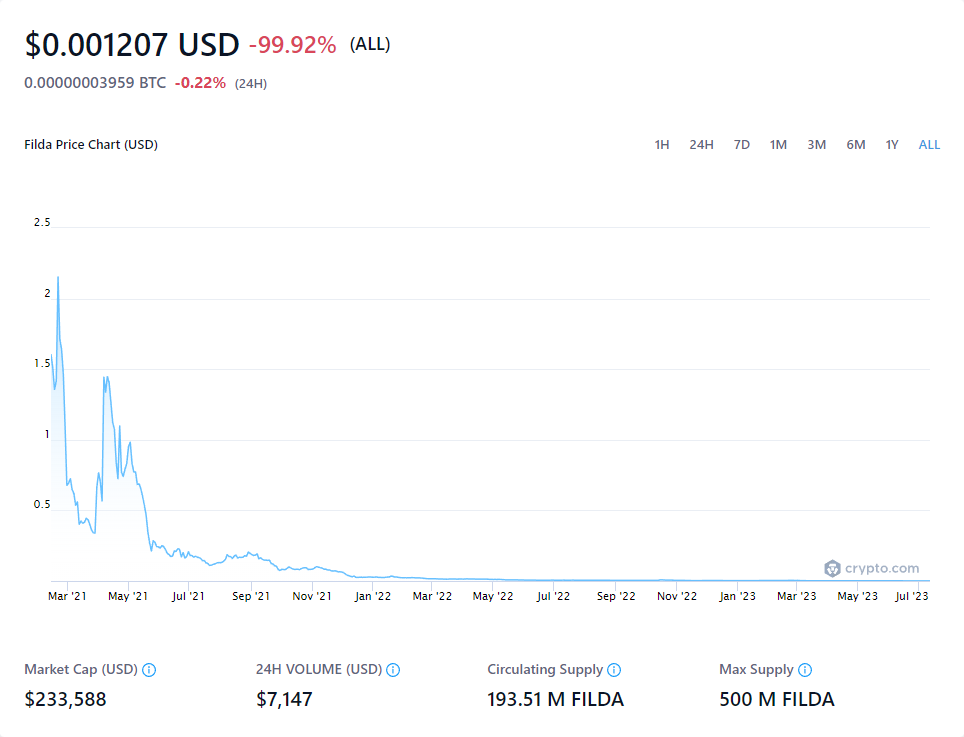 $0.001207 USD -99.92% (ALL)
0.00000003959 BTC -0.22% (24H)
Filda Price Chart (USD) 1H 24H 7D 1M 3M 6M 1Y ALL
2.5
2
1.5
1
0.5
crypto.com
Mar '21 May '21 Jul '21 Sep '21 Nov '21 Jan '22 Mar '22 May '22 Jul '22 Sep '22 Nov '22 Jan '23 Mar '23 May '23 Jul '23
Market Cap (USD) 24H VOLUME (USD) Circulating Supply Max Supply
$233,588 $7,147 193.51 M FILDA 500 M FILDA